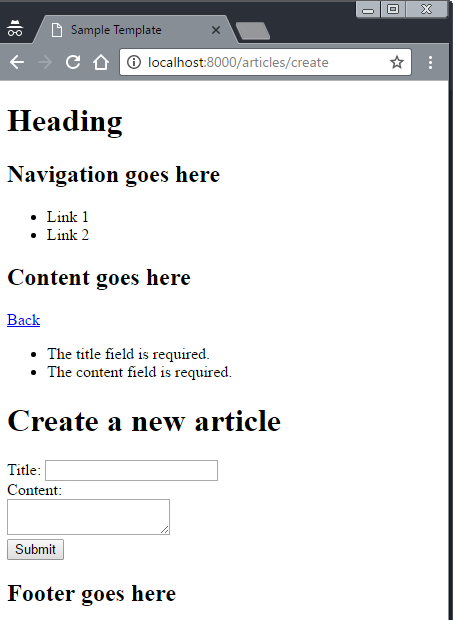 Sample Template
localhost:8000/articles/create
Heading
Navigation goes here
Link 1
Link 2
Content goes here
Back
The title field is required.
The content field is required.
Create a new article
Title:
Content:
Submit
Footer goes here